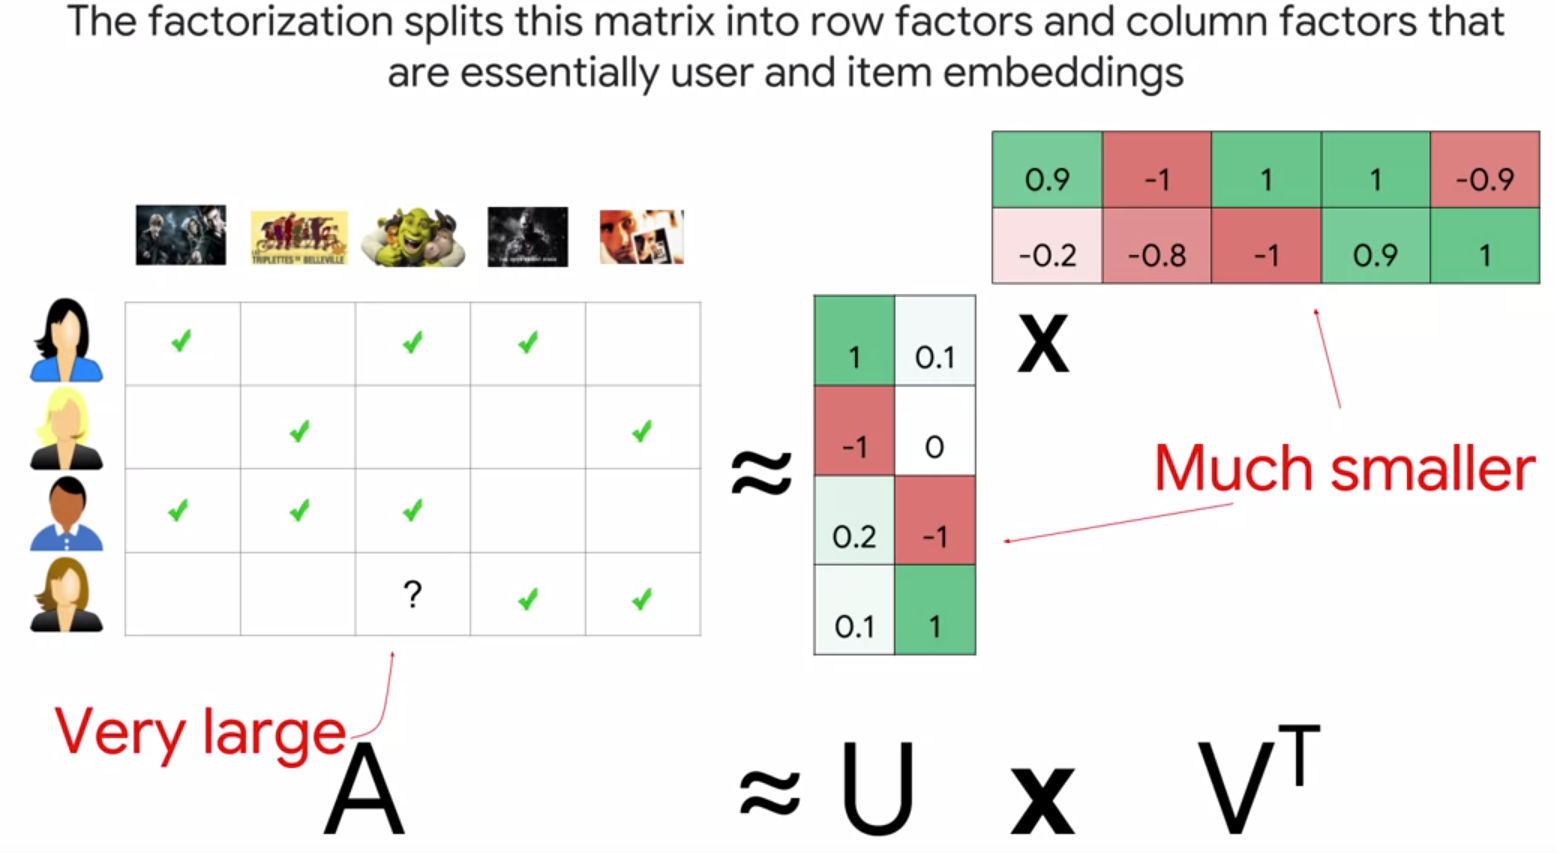 The factorization splits this matrix into row factors and column factors that
are essentially user and item embeddings
0.9 -1 1 1 -0.9
-0.2 -0.8 -1 0.9 1
TRIPLETTES DE BELLEVILLE
✓ ✓ ✓
✓ ✓
✓ ✓ ✓
? ✓ ✓
≈
1 0.1
-1 0
0.2 -1
0.1 1
X
Much smaller
Very large
A ≈ U x Vᵀ